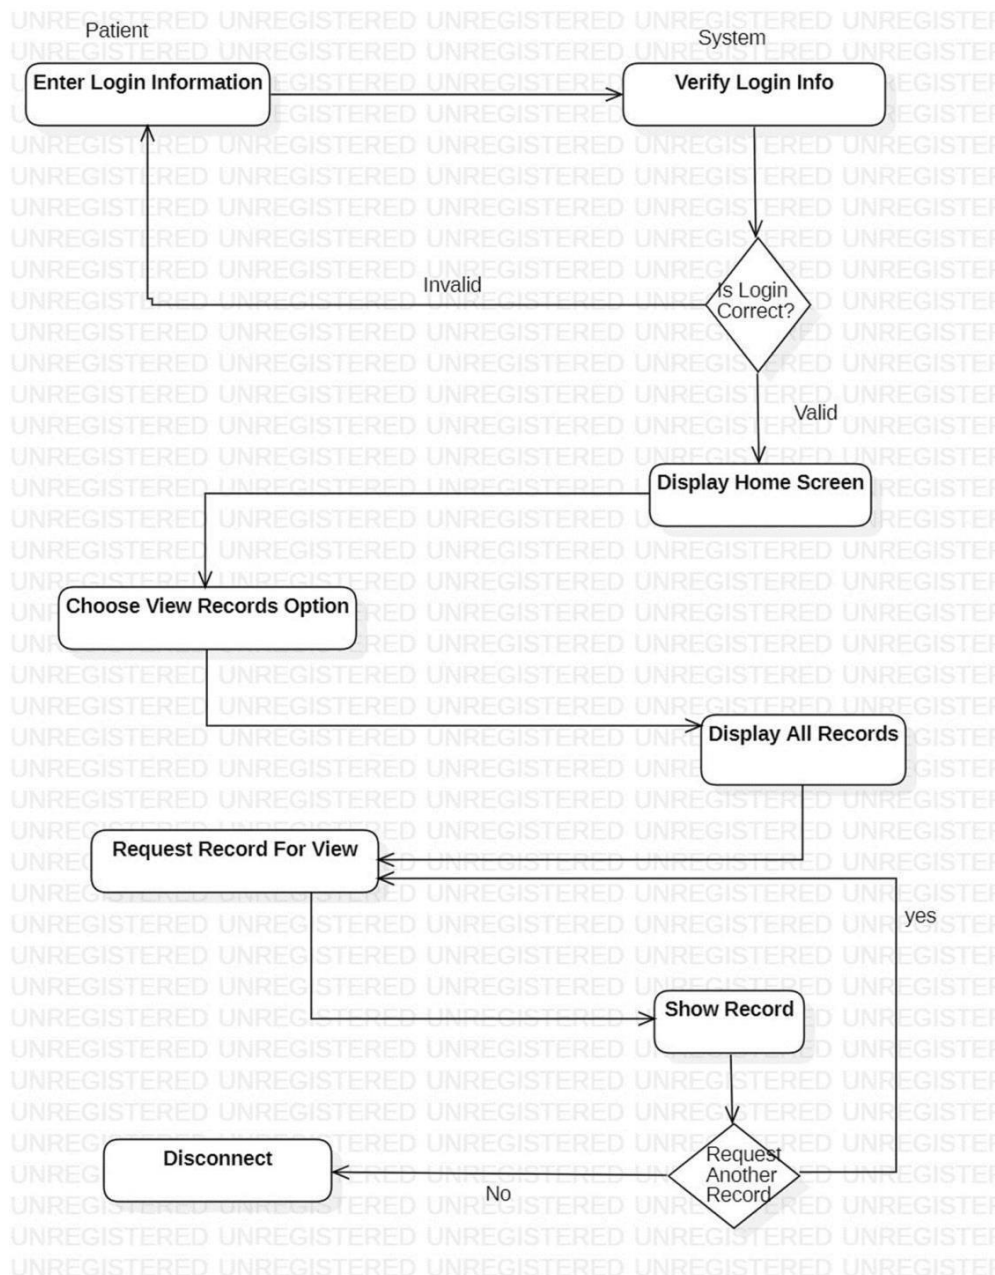 Patient
System
Enter Login Information
Verify Login Info
Invalid
Is Login
Correct?
Valid
Display Home Screen
Choose View Records Option
Display All Records
Request Record For View
yes
Show Record
Disconnect
Request
Another
Record
No
UNREGISTERED